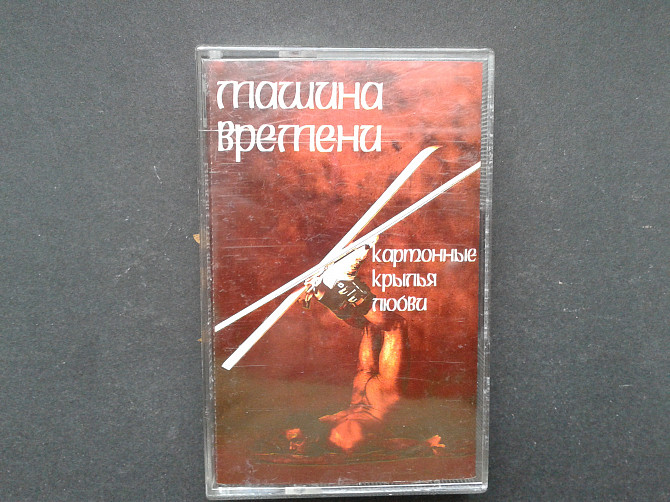 машина
времени
картонные
крылья
любви